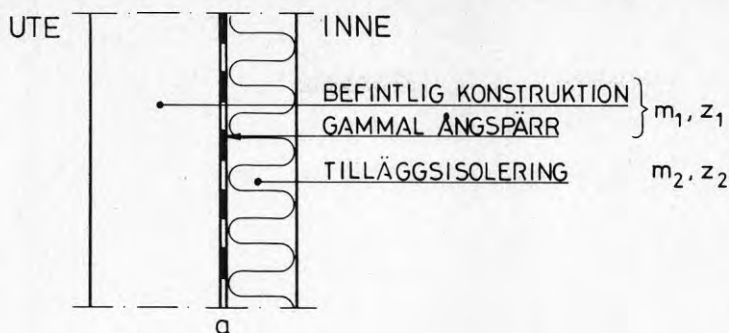 UTE INNE
BEFINTLIG KONSTRUKTION
m₁, z₁
GAMMAL ÅNGSPÄRR
TILLÄGGSISOLERING m₂, z₂
a